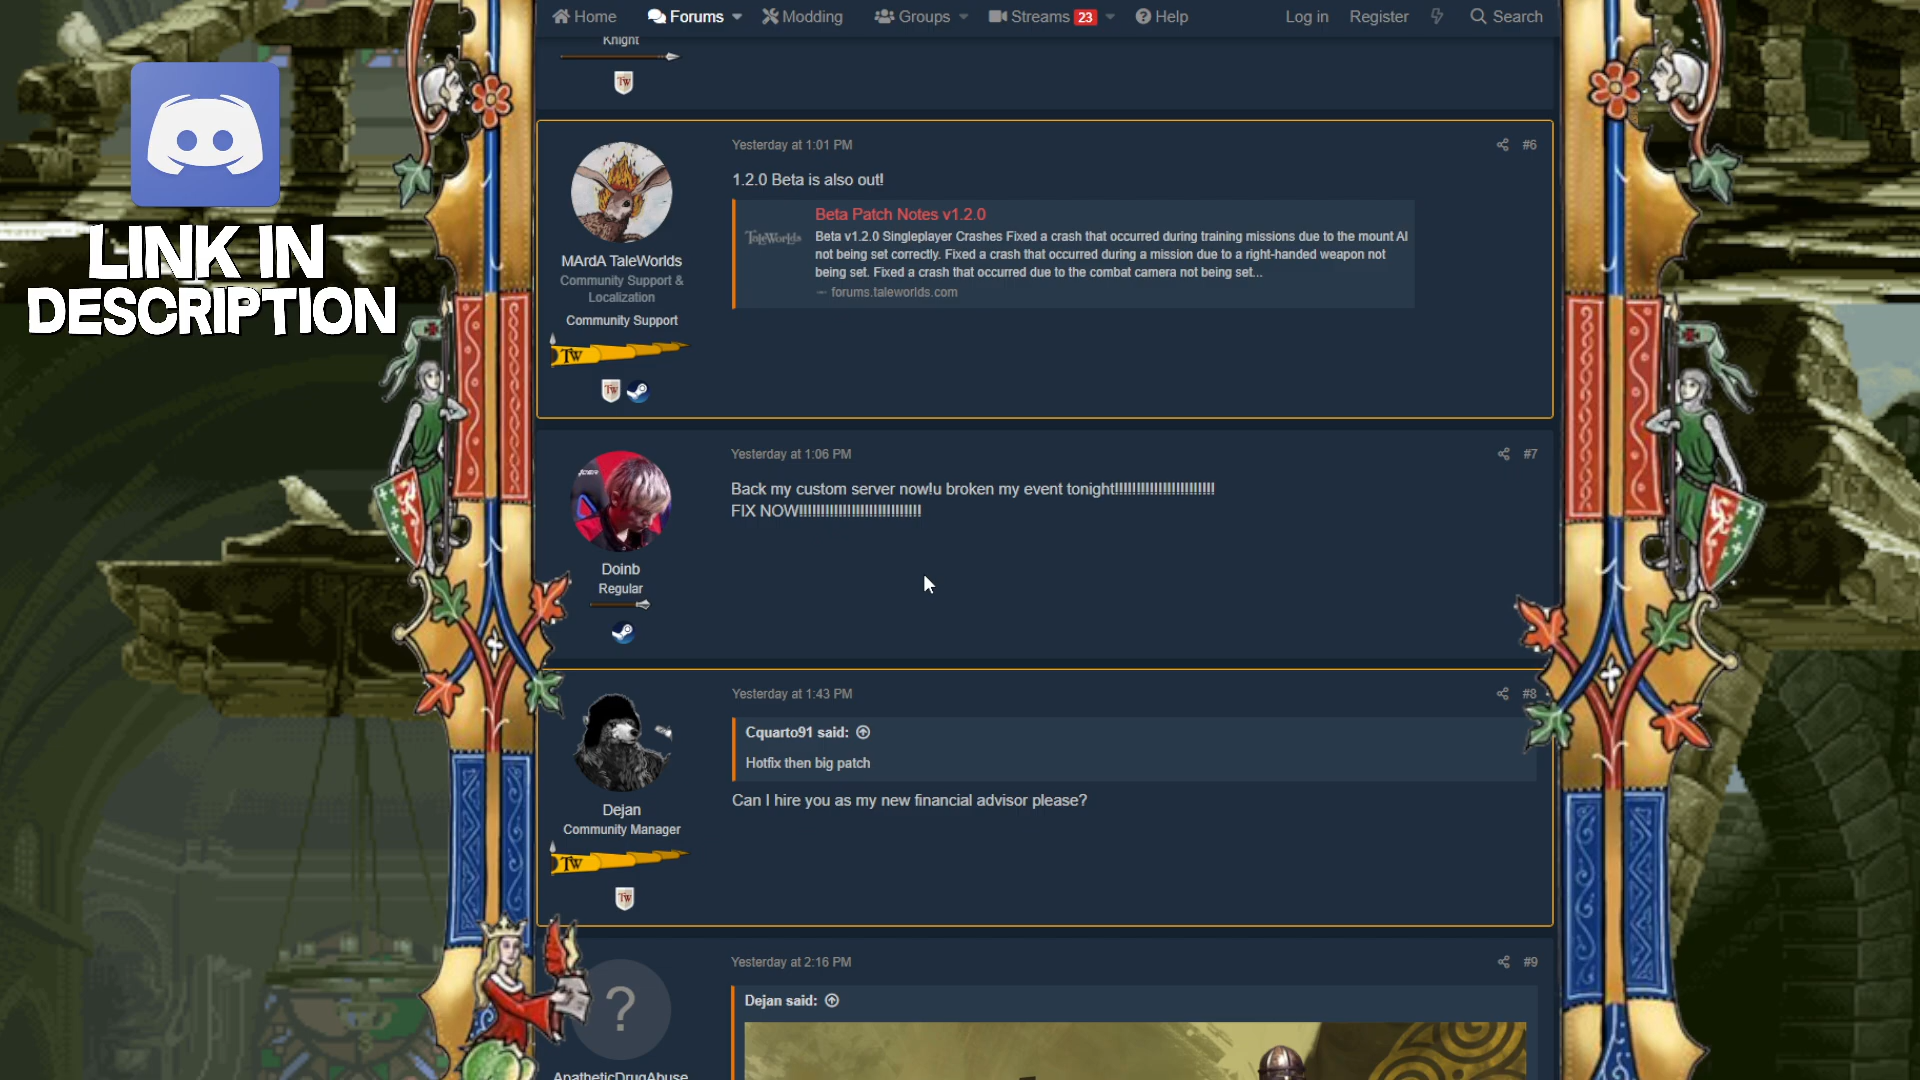 Home
Forums
Modding
Groups
Streams 23
Help
Log in
Register
Search
Knight
TW
LINK IN
DESCRIPTION
Yesterday at 1:01 PM
#6
1.2.0 Beta is also out!
Beta Patch Notes v1.2.0
TaleWorlds
Beta v1.2.0 Singleplayer Crashes Fixed a crash that occurred during training missions due to the mount AI
not being set correctly. Fixed a crash that occurred during a mission due to a right-handed weapon not
being set. Fixed a crash that occurred due to the combat camera not being set...
forums.taleworlds.com
MArdA TaleWorlds
Community Support &
Localization
Community Support
TW
TW
Yesterday at 1:06 PM
#7
Back my custom server now!u broken my event tonight!!!!!!!!!!!!!!!!!!!!!!!
FIX NOW!!!!!!!!!!!!!!!!!!!!!!!!!!!!
Doinb
Regular
Yesterday at 1:43 PM
#8
Cquarto91 said:
Hotfix then big patch
Can I hire you as my new financial advisor please?
Dejan
Community Manager
TW
TW
Yesterday at 2:16 PM
#9
Dejan said:
?
ApatheticDrugAbuse